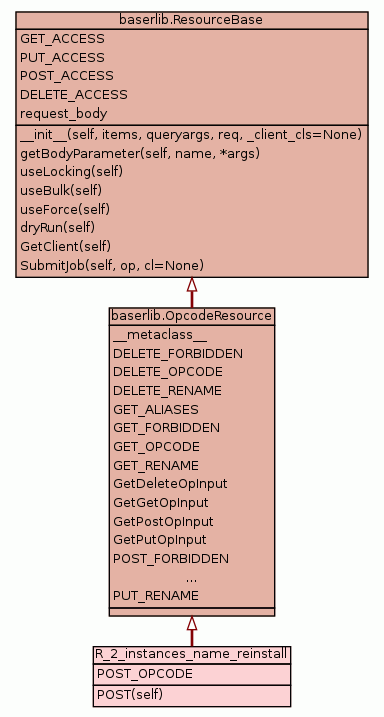 baserlib.ResourceBase
GET_ACCESS
PUT_ACCESS
POST_ACCESS
DELETE_ACCESS
request_body
__init__(self, items, queryargs, req, _client_cls=None)
getBodyParameter(self, name, *args)
useLocking(self)
useBulk(self)
useForce(self)
dryRun(self)
GetClient(self)
SubmitJob(self, op, cl=None)
baserlib.OpcodeResource
__metaclass__
DELETE_FORBIDDEN
DELETE_OPCODE
DELETE_RENAME
GET_ALIASES
GET_FORBIDDEN
GET_OPCODE
GET_RENAME
GetDeleteOpInput
GetGetOpInput
GetPostOpInput
GetPutOpInput
POST_FORBIDDEN
...
PUT_RENAME
R_2_instances_name_reinstall
POST_OPCODE
POST(self)